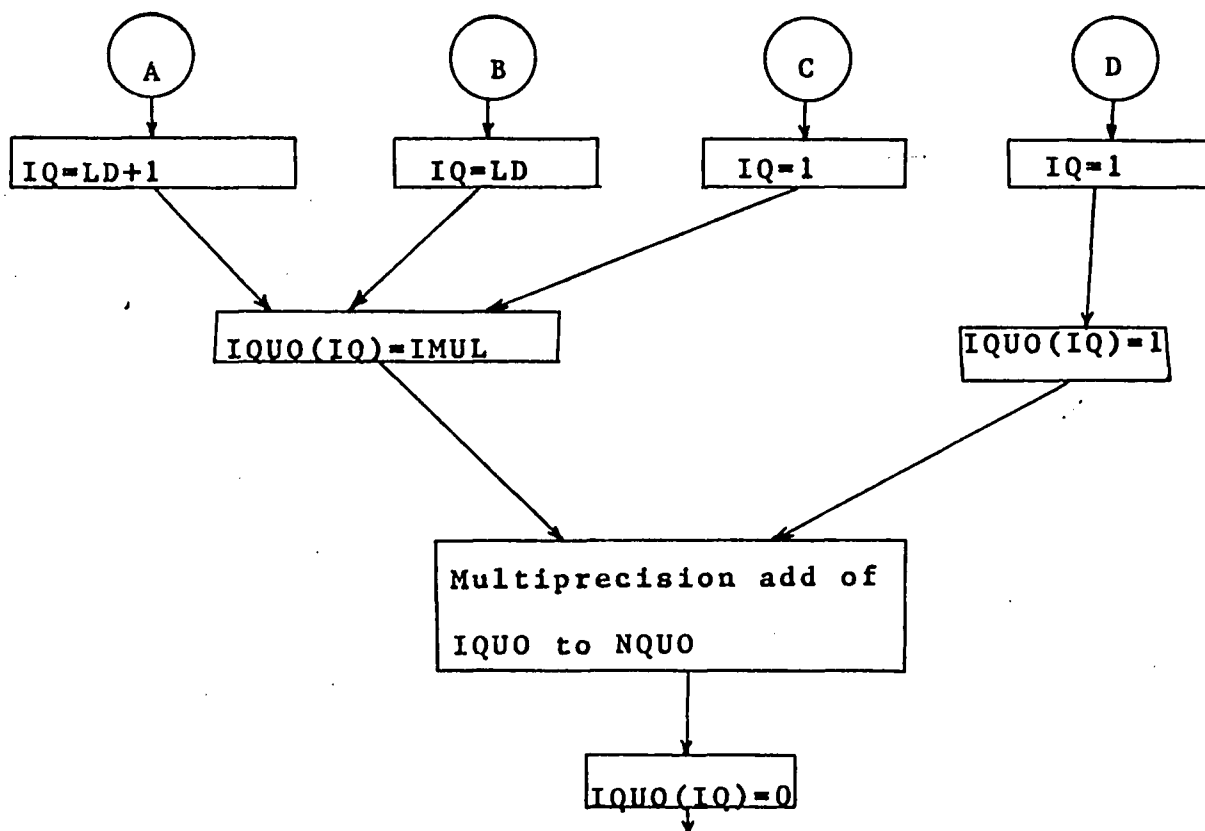 A
B
C
D
IQ=LD+1
IQ=LD
IQ=1
IQ=1
IQUO(IQ)=IMUL
IQUO(IQ)=1
Multiprecision add of
IQUO to NQUO
IQUO(IQ)=0